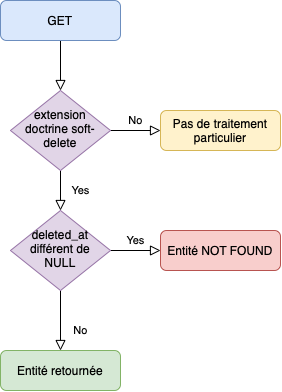 GET
extension
doctrine soft-
delete
No
Pas de traitement
particulier
Yes
deleted_at
différent de
NULL
Yes
Entité NOT FOUND
No
Entité retournée